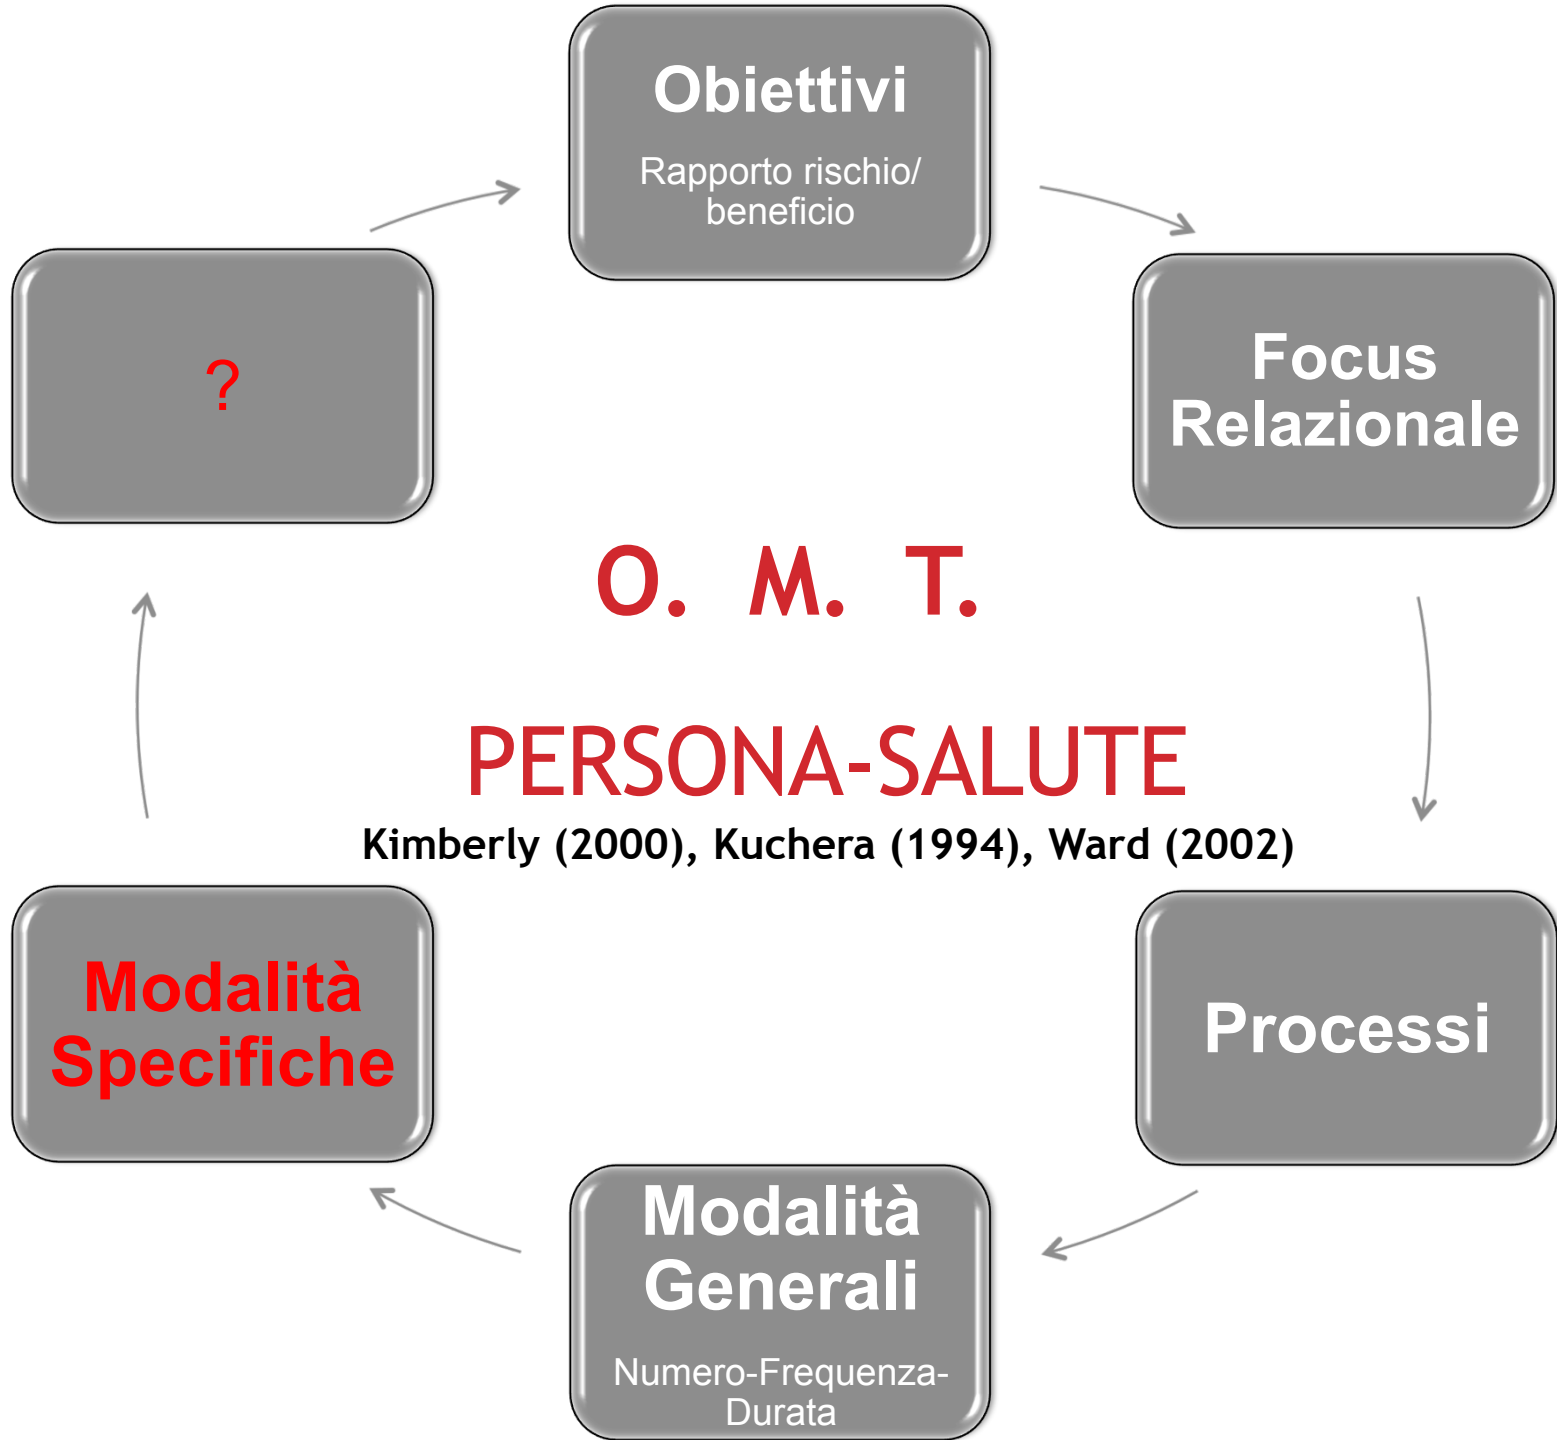 Obiettivi
Rapporto rischio/
beneficio
Focus
Relazionale
?
O. M. T.
PERSONA-SALUTE
Kimberly (2000), Kuchera (1994), Ward (2002)
Processi
Modalità
Generali
Numero-Frequenza-
Durata
Modalità
Specifiche